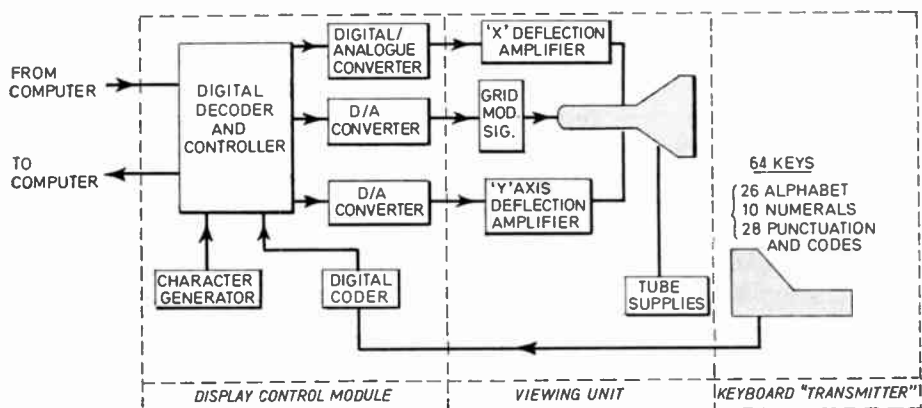 FROM
COMPUTER
TO
COMPUTER
DIGITAL
DECODER
AND
CONTROLLER
CHARACTER
GENERATOR
DIGITAL
CODER
DIGITAL/
ANALOGUE
CONVERTER
D/A
CONVERTER
D/A
CONVERTER
'X' DEFLECTION
AMPLIFIER
GRID
MOD.
SIG.
'Y' AXIS
DEFLECTION
AMPLIFIER
TUBE
SUPPLIES
64 KEYS
26 ALPHABET
10 NUMERALS
28 PUNCTUATION
AND CODES
DISPLAY CONTROL MODULE
VIEWING UNIT
KEYBOARD "TRANSMITTER"